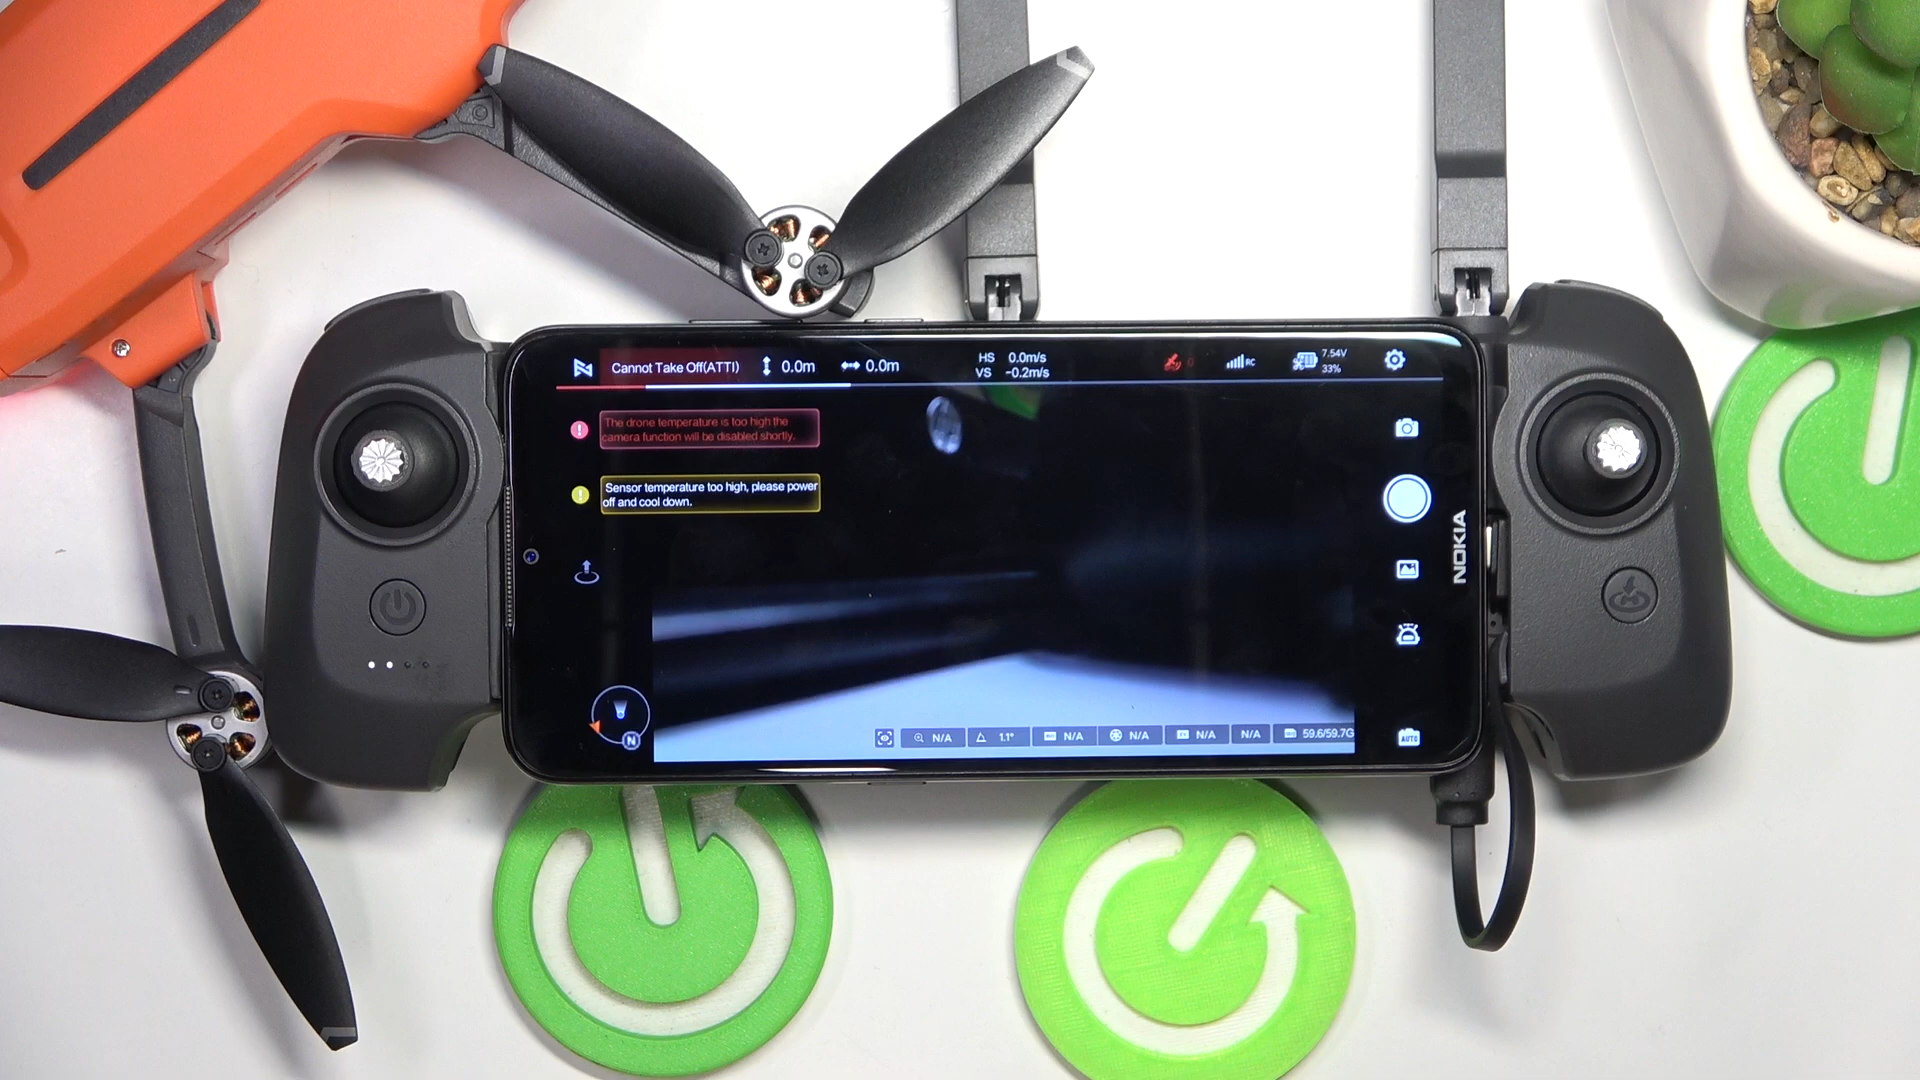 Cannot Take Off(ATTI) 0.0m 0.0m HS 0.0m/s 0 RC 7.54V
VS -0.2m/s 33%
The drone temperature is too high the
camera function will be disabled shortly.
Sensor temperature too high, please power
off and cool down.
NOKIA
N
N/A 1.1° N/A N/A N/A N/A 59.6/59.7G
AUTO